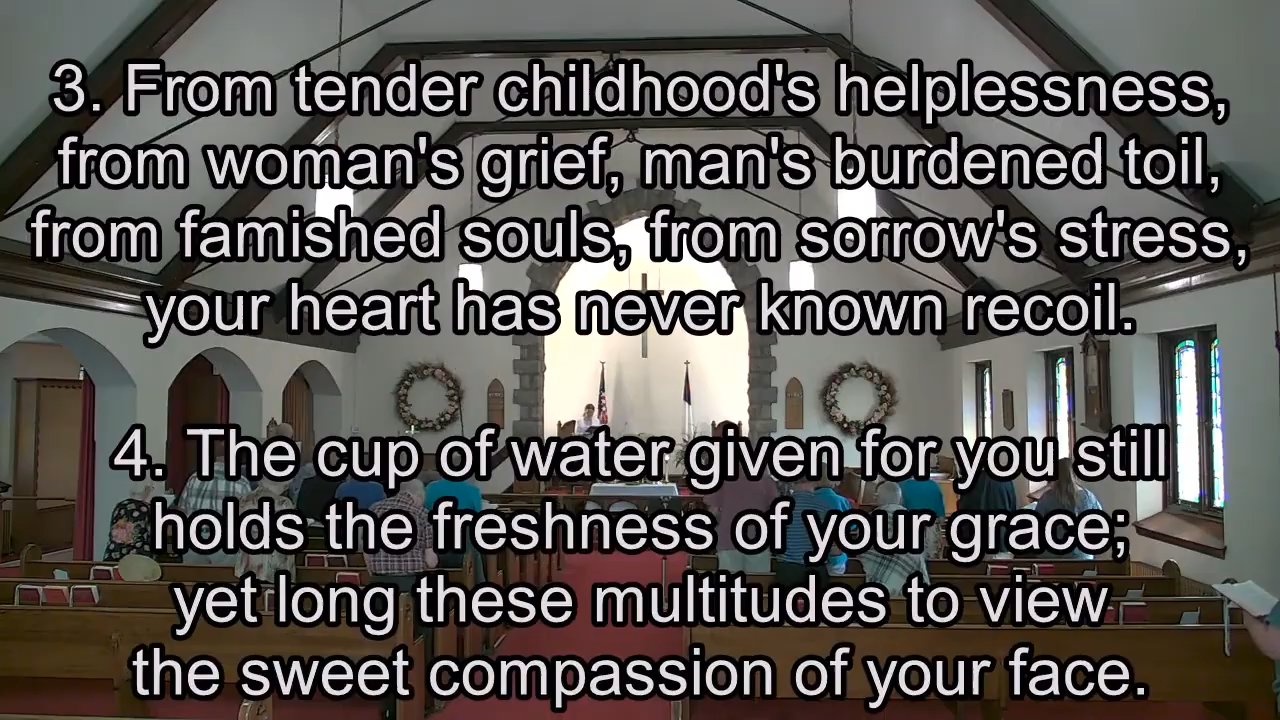 3. From tender childhood's helplessness,
from woman's grief, man's burdened toil,
from famished souls, from sorrow's stress,
your heart has never known recoil.
4. The cup of water given for you still
holds the freshness of your grace;
yet long these multitudes to view
the sweet compassion of your face.